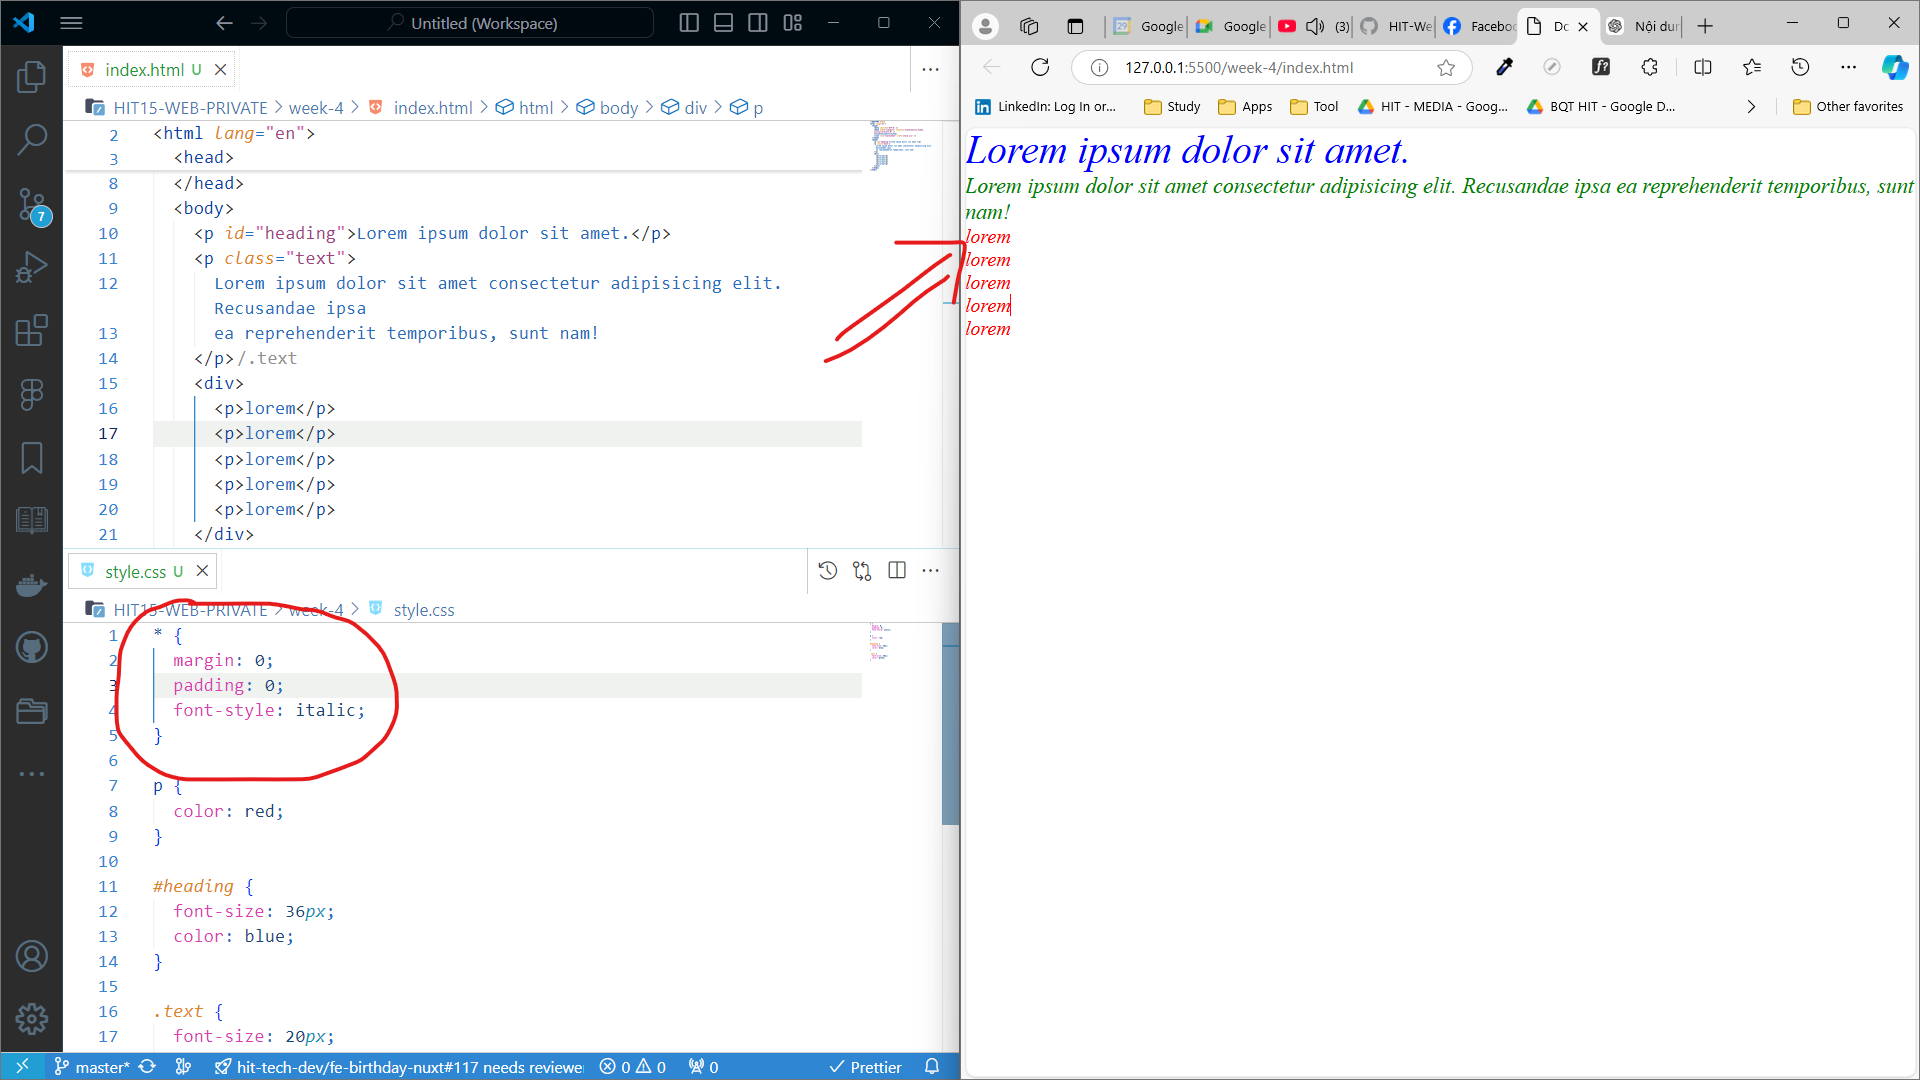 Untitled (Workspace)
index.html U
HIT15-WEB-PRIVATE > week-4 > index.html > html > body > div > p
2 <html lang="en">
3 <head>
8 </head>
9 <body>
10 <p id="heading">Lorem ipsum dolor sit amet.</p>
11 <p class="text">
12 Lorem ipsum dolor sit amet consectetur adipisicing elit.
Recusandae ipsa
13 ea reprehenderit temporibus, sunt nam!
14 </p>/.text
15 <div>
16 <p>lorem</p>
17 <p>lorem</p>
18 <p>lorem</p>
19 <p>lorem</p>
20 <p>lorem</p>
21 </div>
style.css U
HIT15-WEB-PRIVATE > week-4 > style.css
1 * {
2 margin: 0;
3 padding: 0;
4 font-style: italic;
5 }
6
7 p {
8 color: red;
9 }
10
11 #heading {
12 font-size: 36px;
13 color: blue;
14 }
15
16 .text {
17 font-size: 20px;
7
master* hit-tech-dev/fe-birthday-nuxt#117 needs reviewe 0 0 0 Prettier
29 Google Google (3) HIT-We Facebo Do Nội du
127.0.0.1:5500/week-4/index.html
LinkedIn: Log In or... Study Apps Tool HIT - MEDIA - Goog... BQT HIT - Google D... Other favorites
Lorem ipsum dolor sit amet.
Lorem ipsum dolor sit amet consectetur adipisicing elit. Recusandae ipsa ea reprehenderit temporibus, sunt
nam!
lorem
lorem
lorem
lorem
lorem